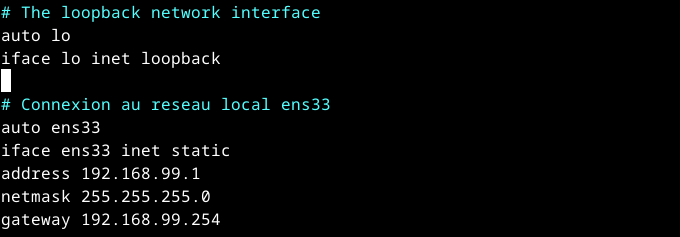 # The loopback network interface
auto lo
iface lo inet loopback
# Connexion au reseau local ens33
auto ens33
iface ens33 inet static
address 192.168.99.1
netmask 255.255.255.0
gateway 192.168.99.254